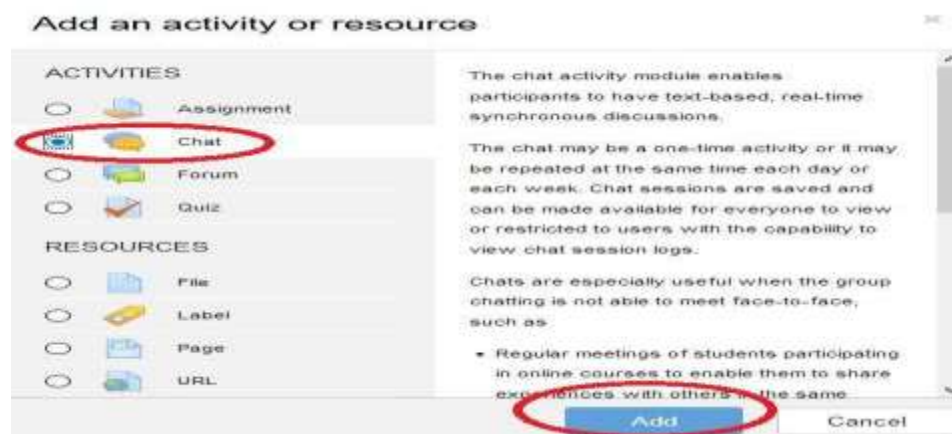 Add an activity or resource
ACTIVITIES
Assignment
Chat
Forum
Quiz
RESOURCES
File
Label
Page
URL
The chat activity module enables
participants to have text-based, real-time
synchronous discussions.
The chat may be a one-time activity or it may
be repeated at the same time each day or
each week. Chat sessions are saved and
can be made available for everyone to view
or restricted to users with the capability to
view chat session logs.
Chats are especially useful when the group
chatting is not able to meet face-to-face,
such as
• Regular meetings of students participating
in online courses to enable them to share
experiences with others in the same
Add
Cancel